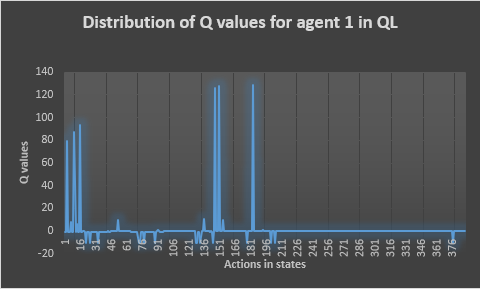 Distribution of Q values for agent 1 in QL
140
120
100
80
60
40
20
0
-20
Q values
1 16 31 46 61 76 91 106 121 136 151 166 181 196 211 226 241 256 271 286 301 316 331 346 361 376
Actions in states